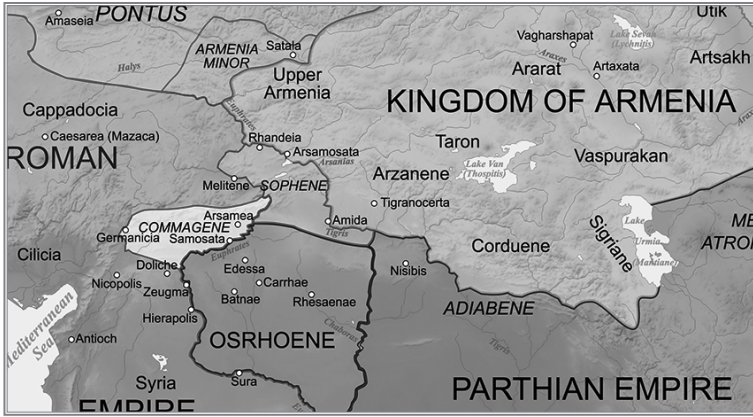 PONTUS
Amaseia
Utik
ARMENIA
MINOR
Satala
Vagharshapat
Lake Sevan
(Lychnitis)
Halys
Upper
Armenia
Araxes
Ararat
Artaxata
Artsakh
Cappadocia
Euphrates
KINGDOM OF ARMENIA
Caesarea (Mazaca)
Rhandeia
Arsamosata
Arsanias
Taron
Lake Van
(Thospitis)
Vaspurakan
ROMAN
Melitene
SOPHENE
Arzanene
Tigranocerta
Arsamea
COMMAGENE
Germanicia
Samosata
Amida
Tigris
Corduene
Sigriane
Lake
Urmia
(Mantiane)
ATRO
Cilicia
Euphrates
Doliche
Edessa
Nisibis
Nicopolis
Zeugma
Carrhae
Batnae
Rhesaenae
ADIABENE
Mediterranean
Sea
Hierapolis
Chaboras
Antioch
OSRHOENE
Tigris
Syria
Sura
PARTHIAN EMPIRE
EMPIRE